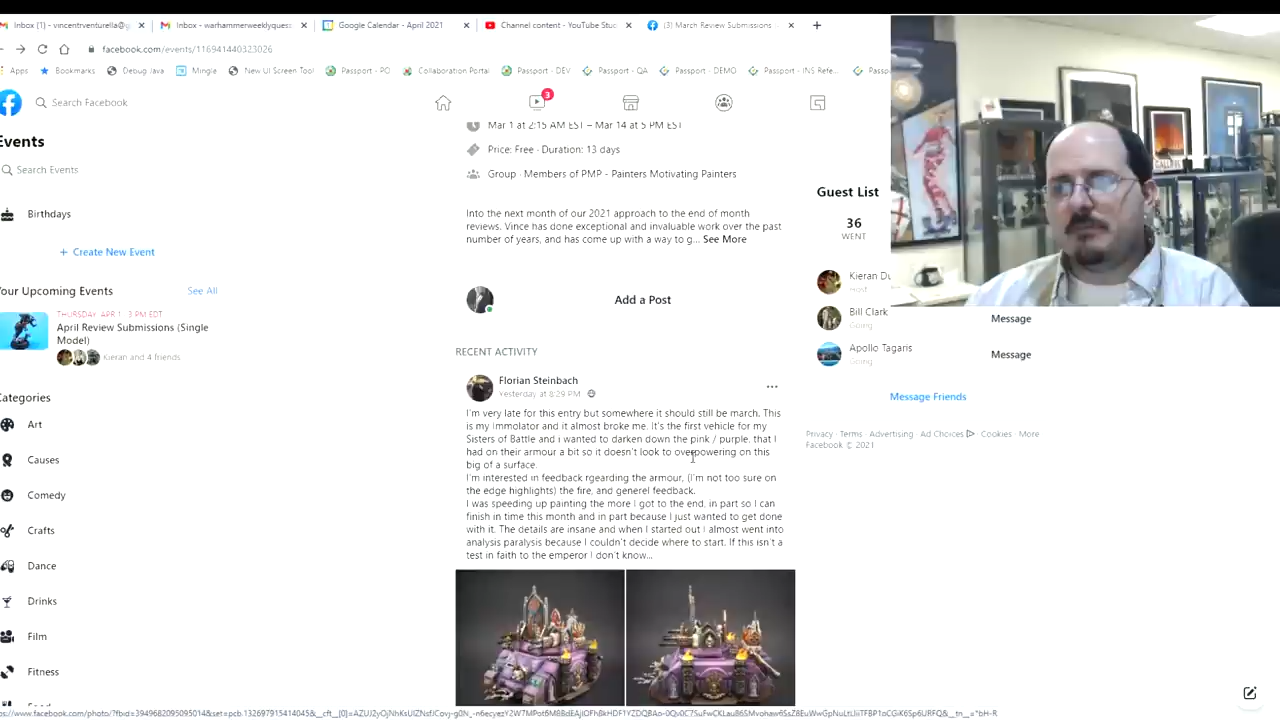 Inbox (1) - vincentrventurella@g
Inbox - warhammerweeklyques
Google Calendar - April 2021
Channel content - YouTube Stud
(3) March Review Submissions
facebook.com/events/116941440323026
Apps
Bookmarks
Debug Java
Mingle
New UI Screen Tool
Passport - PO
Collaboration Portal
Passport - DEV
Passport - QA
Passport - DEMO
Passport - INS Refe...
Search Facebook
3
Events
Search Events
Birthdays
+ Create New Event
Your Upcoming Events
See All
THURSDAY, APR 1, 3 PM EDT
April Review Submissions (Single
Model)
Kieran and 4 friends
Categories
Art
Causes
Comedy
Crafts
Dance
Drinks
Film
Fitness
Mar 1 at 2:15 AM EST – Mar 14 at 5 PM EST
Price: Free · Duration: 13 days
Group · Members of PMP - Painters Motivating Painters
Into the next month of our 2021 approach to the end of month
reviews. Vince has done exceptional and invaluable work over the past
number of years, and has come up with a way to g... See More
Add a Post
RECENT ACTIVITY
Florian Steinbach
Yesterday at 8:29 PM
I'm very late for this entry but somewhere it should still be march. This
is my Immolator and it almost broke me. It's the first vehicle for my
Sisters of Battle and i wanted to darken down the pink / purple, that I
had on their armour a bit so it doesn't look to overpowering on this
big of a surface.
I'm interested in feedback rgearding the armour, (I'm not too sure on
the edge highlights) the fire, and generel feedback.
I was speeding up painting the more I got to the end, in part so I can
finish in time this month and in part because I just wanted to get done
with it. The details are insane and when I started out I almost went into
analysis paralysis because I couldn't decide where to start. If this isn't a
test in faith to the emperor I don't know...
Guest List
36
WENT
Kieran Du
Host
Bill Clark
Going
Message
Apollo Tagaris
Going
Message
Message Friends
Privacy · Terms · Advertising · Ad Choices · Cookies · More
Facebook © 2021